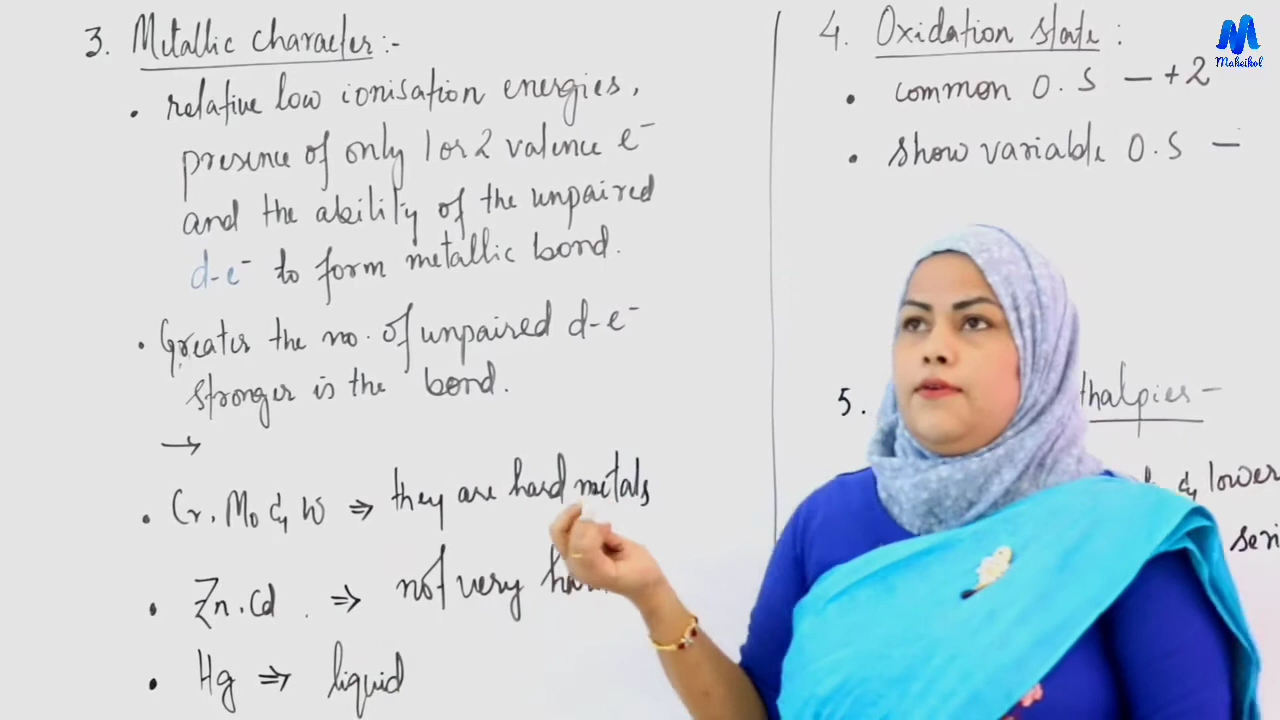 3. Metallic character:-
• relative low ionisation energies,
presence of only 1 or 2 valence e⁻
and the ability of the unpaired
d-e⁻ to form metallic bond.
• Greater the no. of unpaired d-e⁻
stronger is the bond.
→
• Cr, Mo & W ⇒ they are hard metals
• Zn, Cd. ⇒ not very
• Hg ⇒ liquid
4. Oxidation state:
• common O.S – +2
• show variable O.S –
5. thalpies –
& lower
seri
M
Maheikol